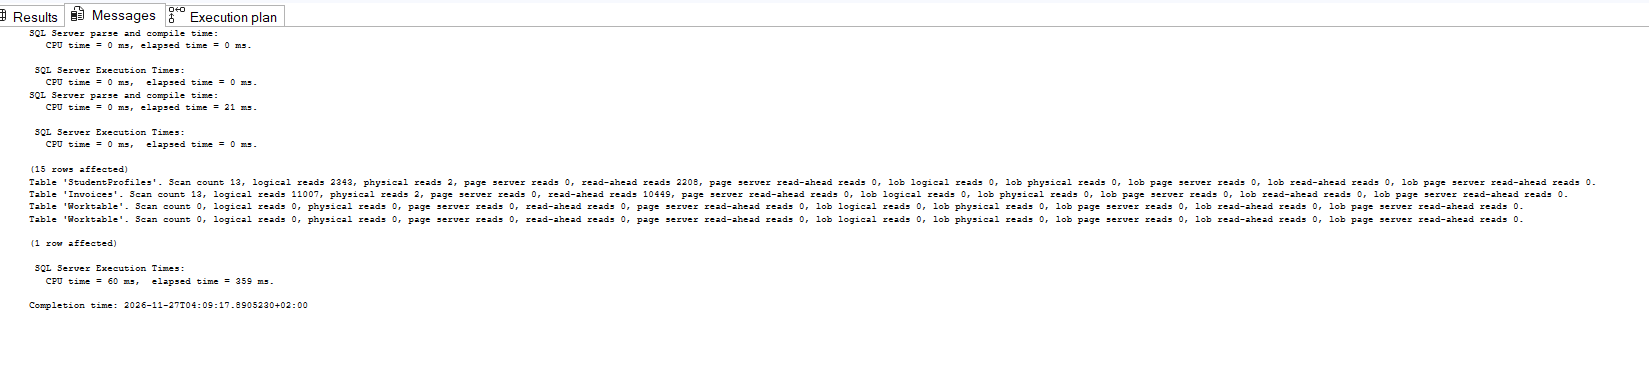 Results Messages Execution plan
SQL Server parse and compile time:
CPU time = 0 ms, elapsed time = 0 ms.
SQL Server Execution Times:
CPU time = 0 ms, elapsed time = 0 ms.
SQL Server parse and compile time:
CPU time = 0 ms, elapsed time = 21 ms.
SQL Server Execution Times:
CPU time = 0 ms, elapsed time = 0 ms.
(15 rows affected)
Table 'StudentProfiles'. Scan count 13, logical reads 2343, physical reads 2, page server reads 0, read-ahead reads 2208, page server read-ahead reads 0, lob logical reads 0, lob physical reads 0, lob page server reads 0, lob read-ahead reads 0, lob page server read-ahead reads 0.
Table 'Invoices'. Scan count 13, logical reads 11007, physical reads 2, page server reads 0, read-ahead reads 10449, page server read-ahead reads 0, lob logical reads 0, lob physical reads 0, lob page server reads 0, lob read-ahead reads 0, lob page server read-ahead reads 0.
Table 'Worktable'. Scan count 0, logical reads 0, physical reads 0, page server reads 0, read-ahead reads 0, page server read-ahead reads 0, lob logical reads 0, lob physical reads 0, lob page server reads 0, lob read-ahead reads 0, lob page server read-ahead reads 0.
Table 'Worktable'. Scan count 0, logical reads 0, physical reads 0, page server reads 0, read-ahead reads 0, page server read-ahead reads 0, lob logical reads 0, lob physical reads 0, lob page server reads 0, lob read-ahead reads 0, lob page server read-ahead reads 0.
(1 row affected)
SQL Server Execution Times:
CPU time = 60 ms, elapsed time = 359 ms.
Completion time: 2026-11-27T04:09:17.8905230+02:00